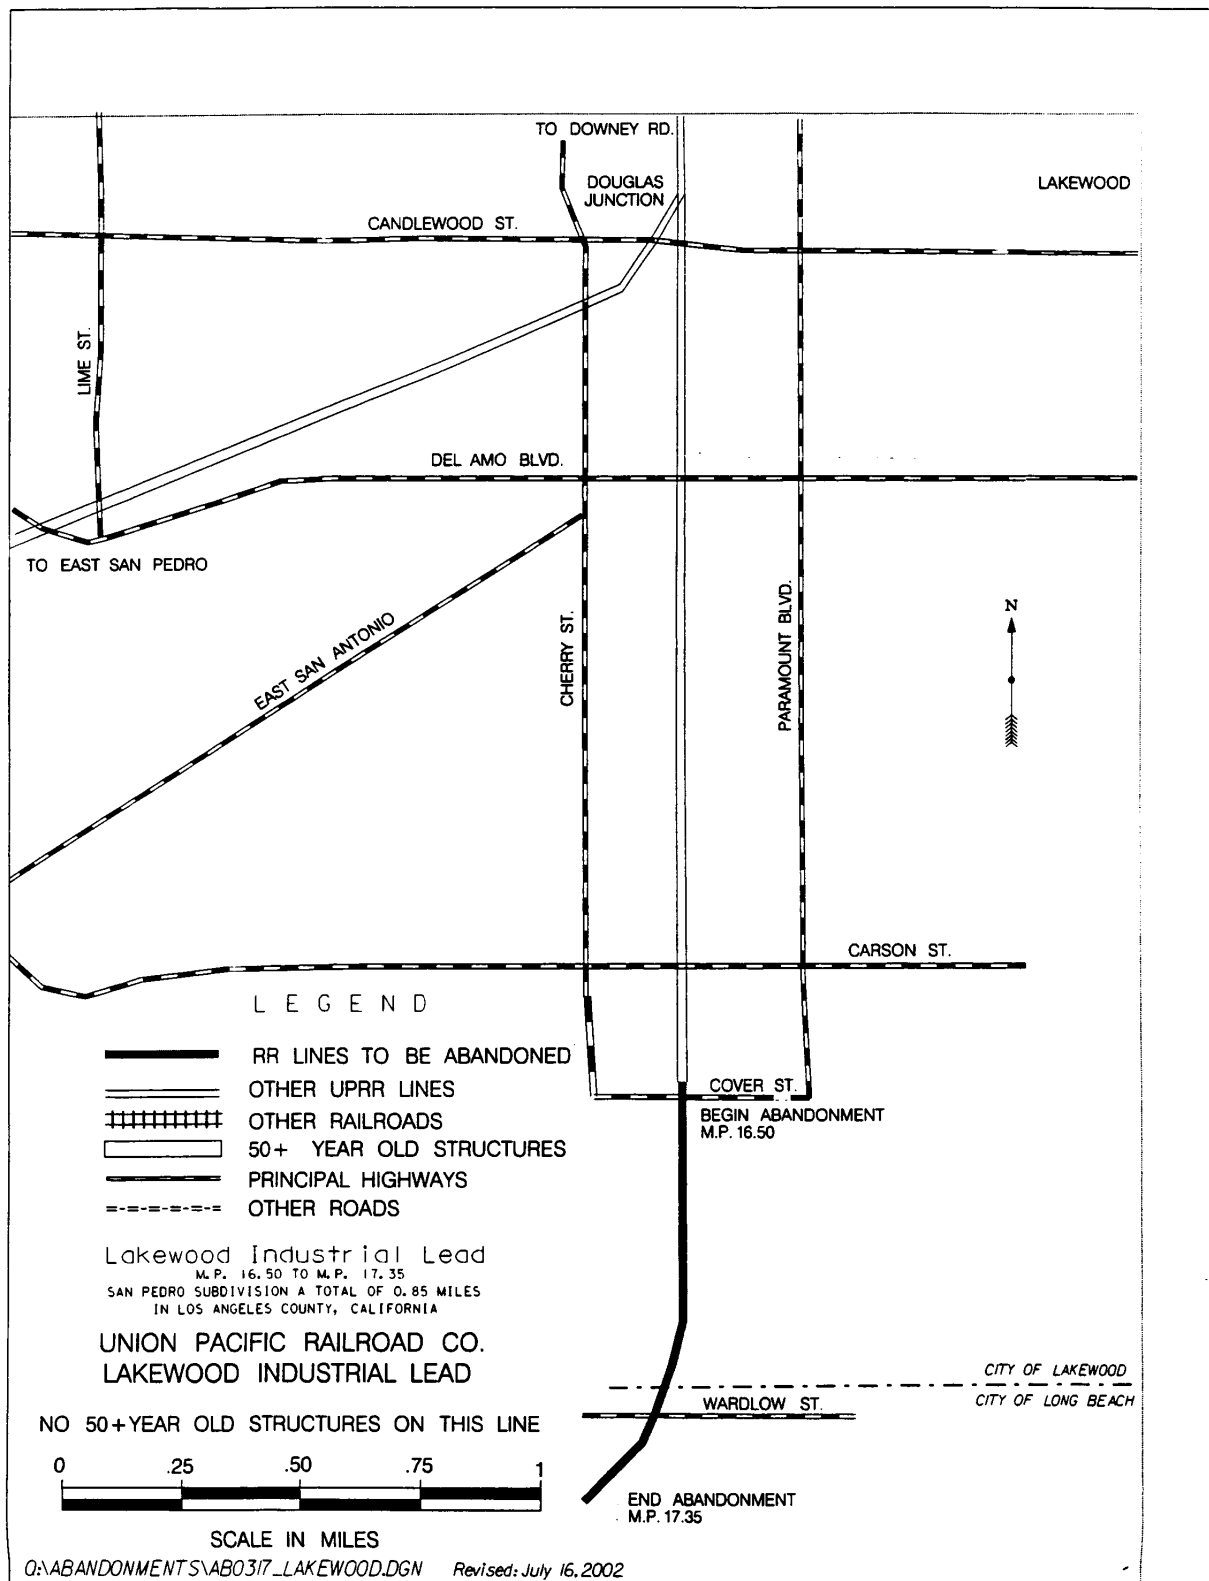 TO DOWNEY RD.
DOUGLAS
JUNCTION
LAKEWOOD
CANDLEWOOD ST.
LIME ST.
DEL AMO BLVD.
TO EAST SAN PEDRO
EAST SAN ANTONIO
CHERRY ST.
PARAMOUNT BLVD.
N
CARSON ST.
LEGEND
RR LINES TO BE ABANDONED
OTHER UPRR LINES
OTHER RAILROADS
50+ YEAR OLD STRUCTURES
PRINCIPAL HIGHWAYS
OTHER ROADS
COVER ST.
BEGIN ABANDONMENT
M.P. 16.50
Lakewood Industrial Lead
M.P. 16.50 TO M.P. 17.35
SAN PEDRO SUBDIVISION A TOTAL OF 0.85 MILES
IN LOS ANGELES COUNTY, CALIFORNIA
UNION PACIFIC RAILROAD CO.
LAKEWOOD INDUSTRIAL LEAD
CITY OF LAKEWOOD
CITY OF LONG BEACH
WARDLOW ST.
NO 50+YEAR OLD STRUCTURES ON THIS LINE
0 .25 .50 .75 1
END ABANDONMENT
M.P. 17.35
SCALE IN MILES
Q:\ABANDONMENTS\AB0317_LAKEWOOD.DGN Revised: July 16, 2002